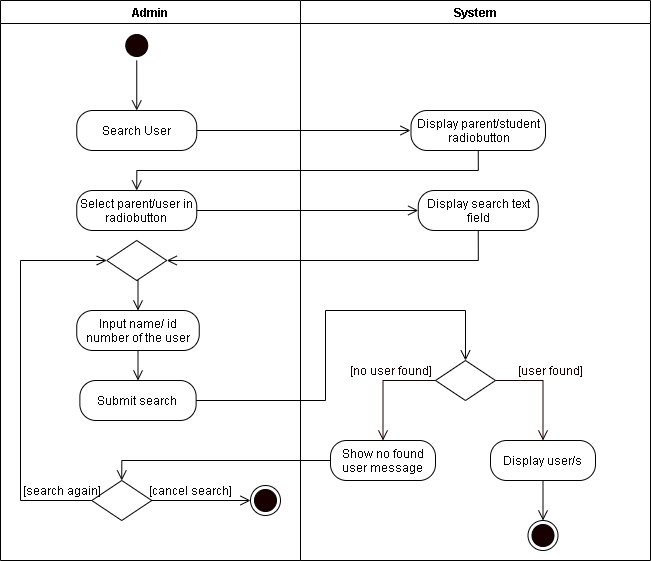 Admin
System
Search User
Display parent/student
radiobutton
Select parent/user in
radiobutton
Display search text
field
Input name/ id
number of the user
[no user found]
[user found]
Submit search
Show no found
user message
Display user/s
[search again]
[cancel search]